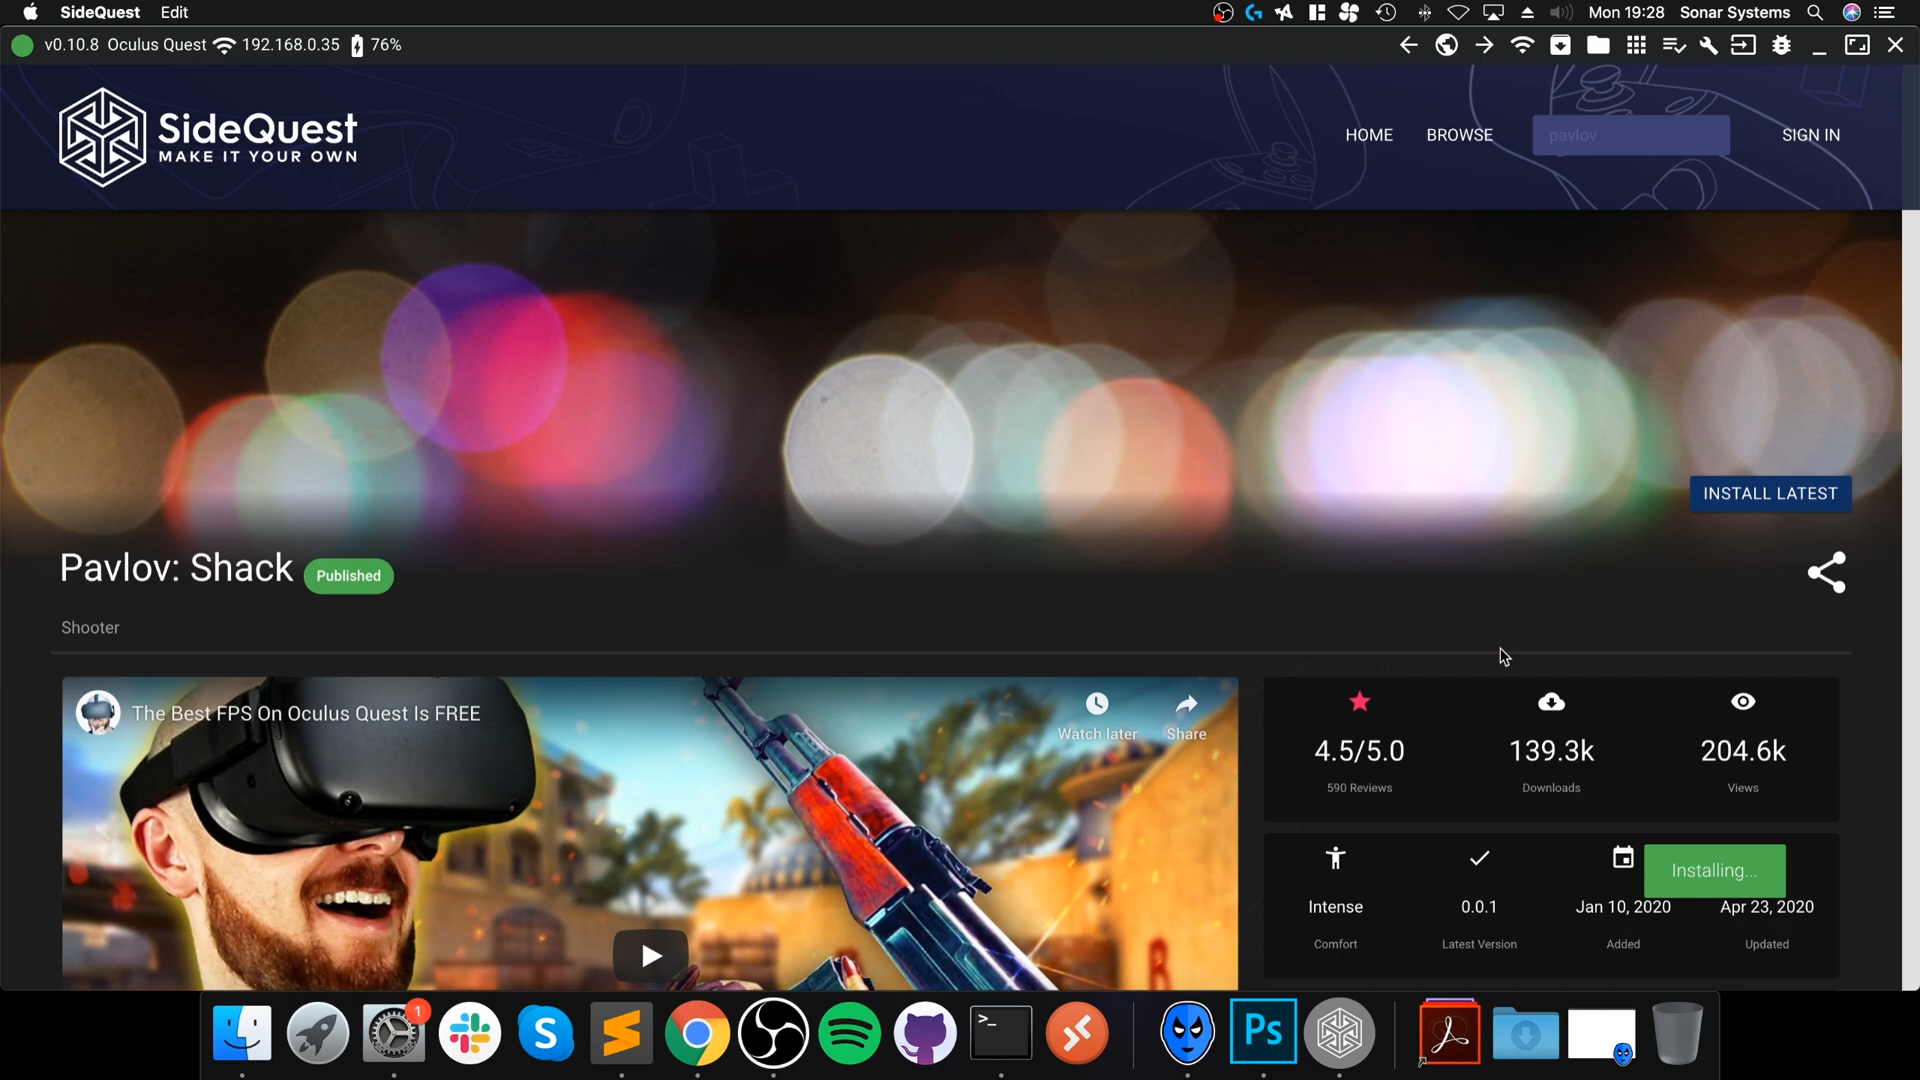 SideQuest Edit
Mon 19:28 Sonar Systems
v0.10.8 Oculus Quest 192.168.0.35 76%
SideQuest
MAKE IT YOUR OWN
HOME BROWSE pavlov SIGN IN
INSTALL LATEST
Pavlov: Shack Published
Shooter
The Best FPS On Oculus Quest Is FREE
Watch later Share
4.5/5.0 139.3k 204.6k
590 Reviews Downloads Views
Installing...
Intense 0.0.1 Jan 10, 2020 Apr 23, 2020
Comfort Latest Version Added Updated
1
S
>_
Ps